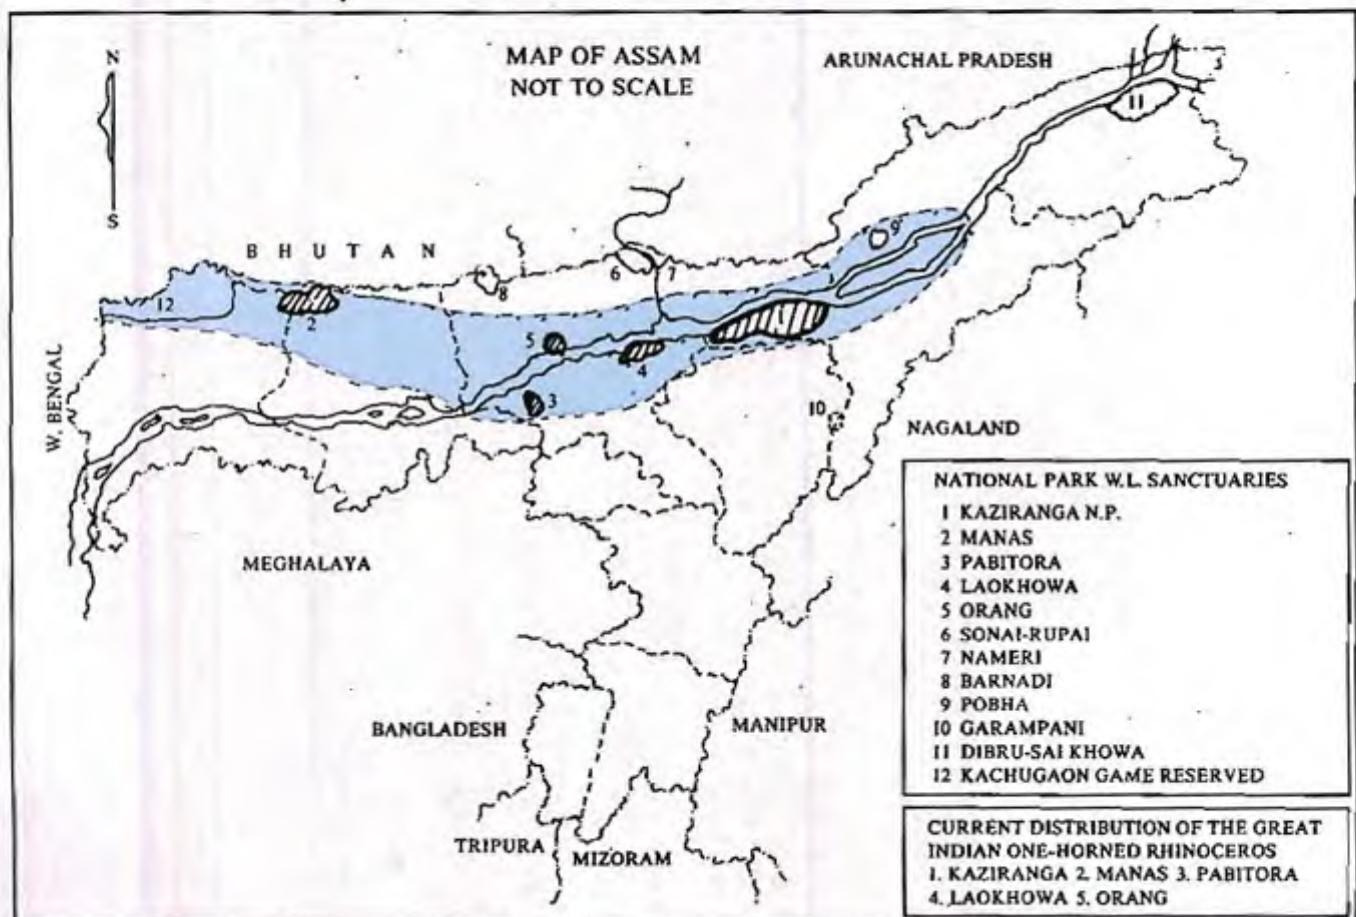 MAP OF ASSAM
NOT TO SCALE
ARUNACHAL PRADESH
N
S
11
BHUTAN
9
6
7
8
12
2
1
5
4
3
10
W. BENGAL
NAGALAND
MEGHALAYA
BANGLADESH
MANIPUR
TRIPURA
MIZORAM
NATIONAL PARK W.L. SANCTUARIES
1 KAZIRANGA N.P.
2 MANAS
3 PABITORA
4 LAOKHOWA
5 ORANG
6 SONAI-RUPAI
7 NAMERI
8 BARNADI
9 POBHA
10 GARAMPANI
11 DIBRU-SAI KHOWA
12 KACHUGAON GAME RESERVED
CURRENT DISTRIBUTION OF THE GREAT
INDIAN ONE-HORNED RHINOCEROS
1. KAZIRANGA 2. MANAS 3. PABITORA
4. LAOKHOWA 5. ORANG